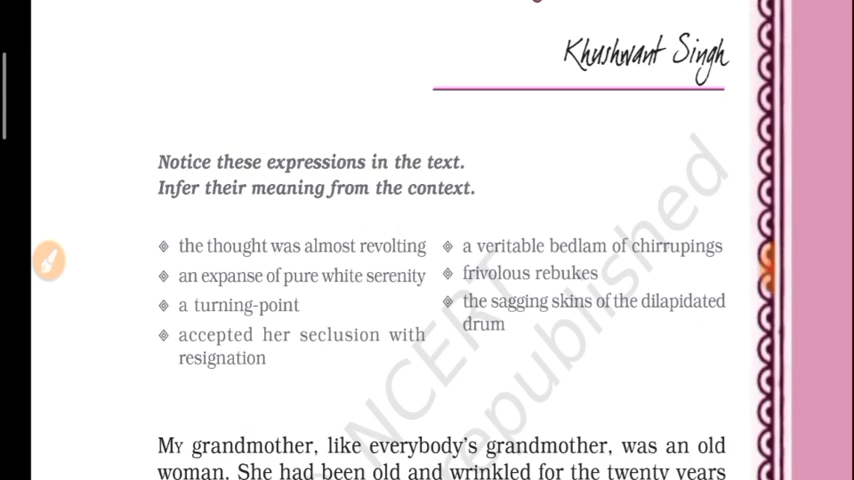 Khushwant Singh
Notice these expressions in the text.
Infer their meaning from the context.
the thought was almost revolting
an expanse of pure white serenity
a turning-point
accepted her seclusion with
resignation
a veritable bedlam of chirrupings
frivolous rebukes
the sagging skins of the dilapidated
drum
NCERT
republished
MY grandmother, like everybody's grandmother, was an old
woman. She had been old and wrinkled for the twenty years